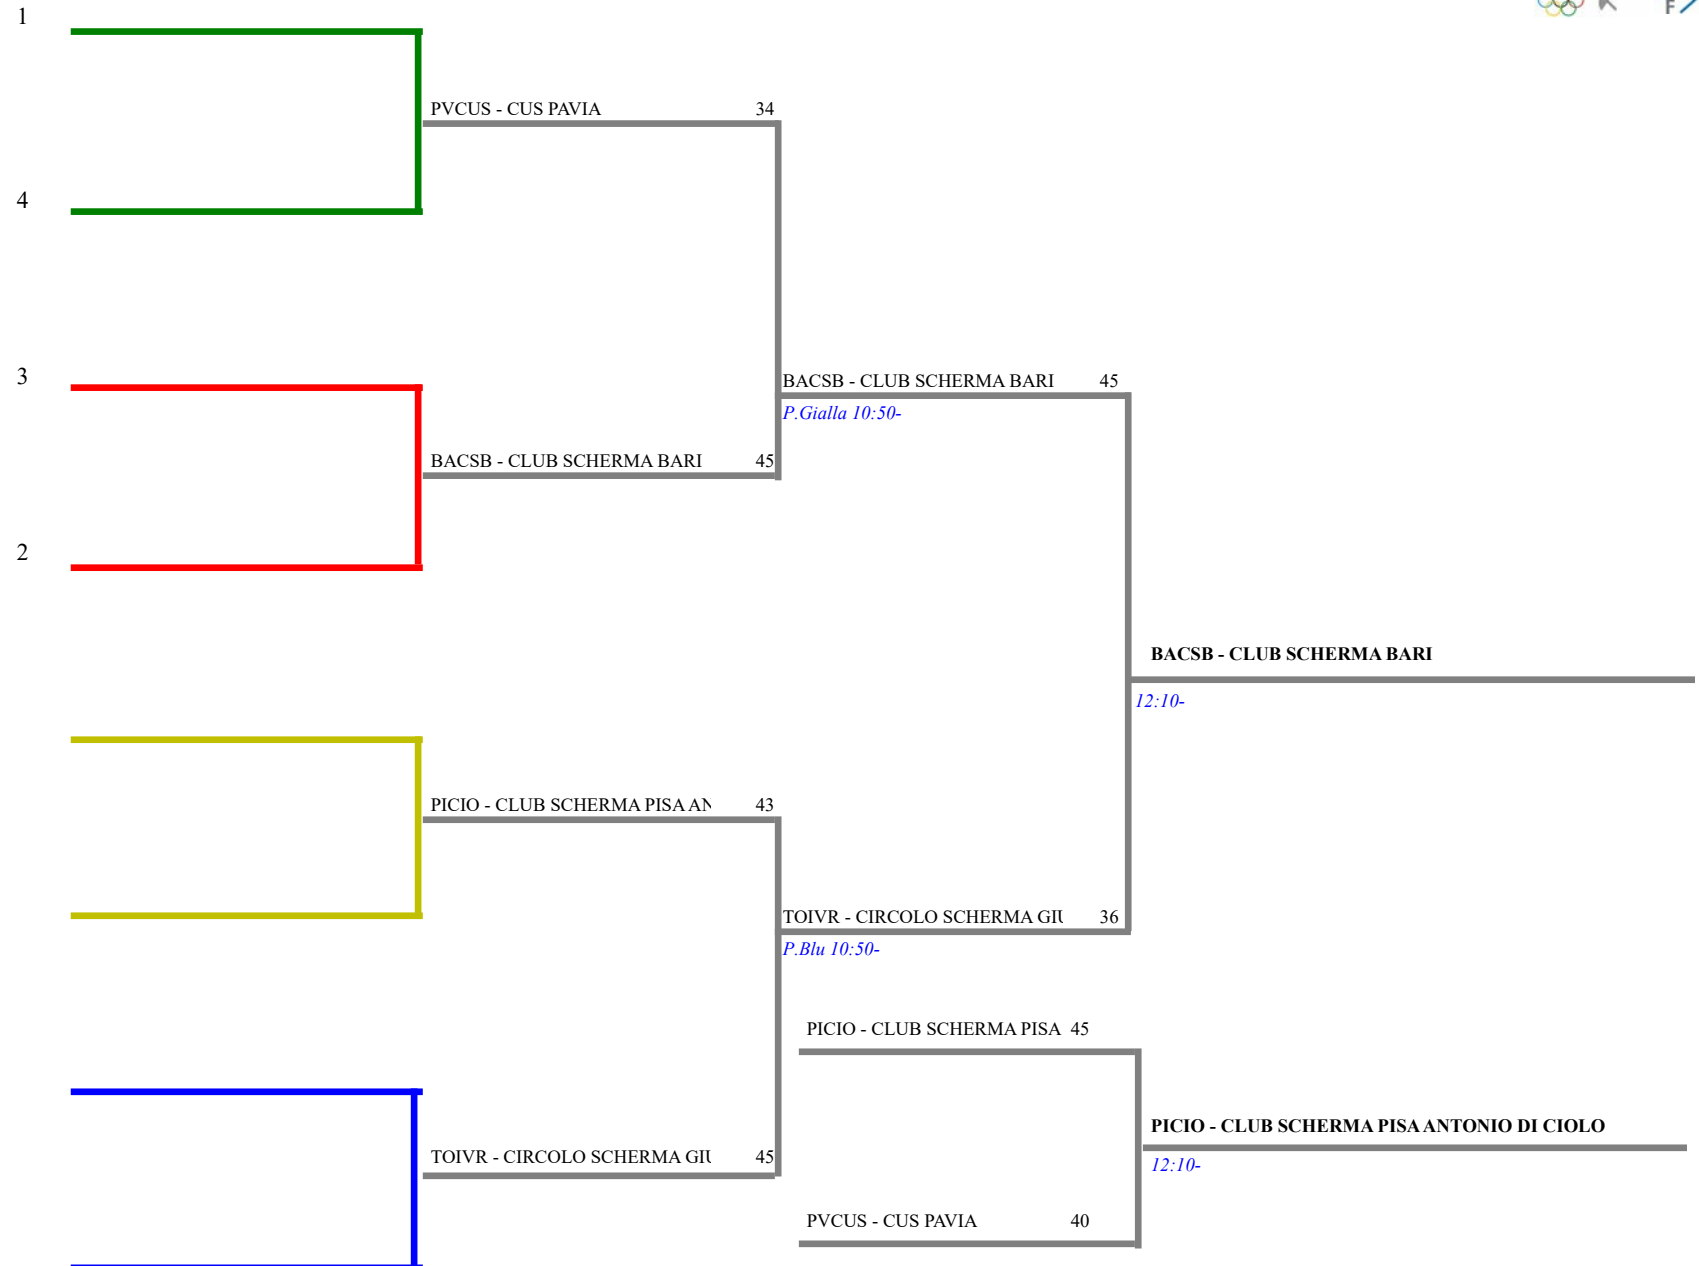 1
F
PVCUS - CUS PAVIA 34
4
3
BACSB - CLUB SCHERMA BARI 45
P.Gialla 10:50-
BACSB - CLUB SCHERMA BARI 45
2
BACSB - CLUB SCHERMA BARI
12:10-
PICIO - CLUB SCHERMA PISA AN 43
TOIVR - CIRCOLO SCHERMA GIU 36
P.Blu 10:50-
PICIO - CLUB SCHERMA PISA 45
PICIO - CLUB SCHERMA PISA ANTONIO DI CIOLO
12:10-
TOIVR - CIRCOLO SCHERMA GIU 45
PVCUS - CUS PAVIA 40